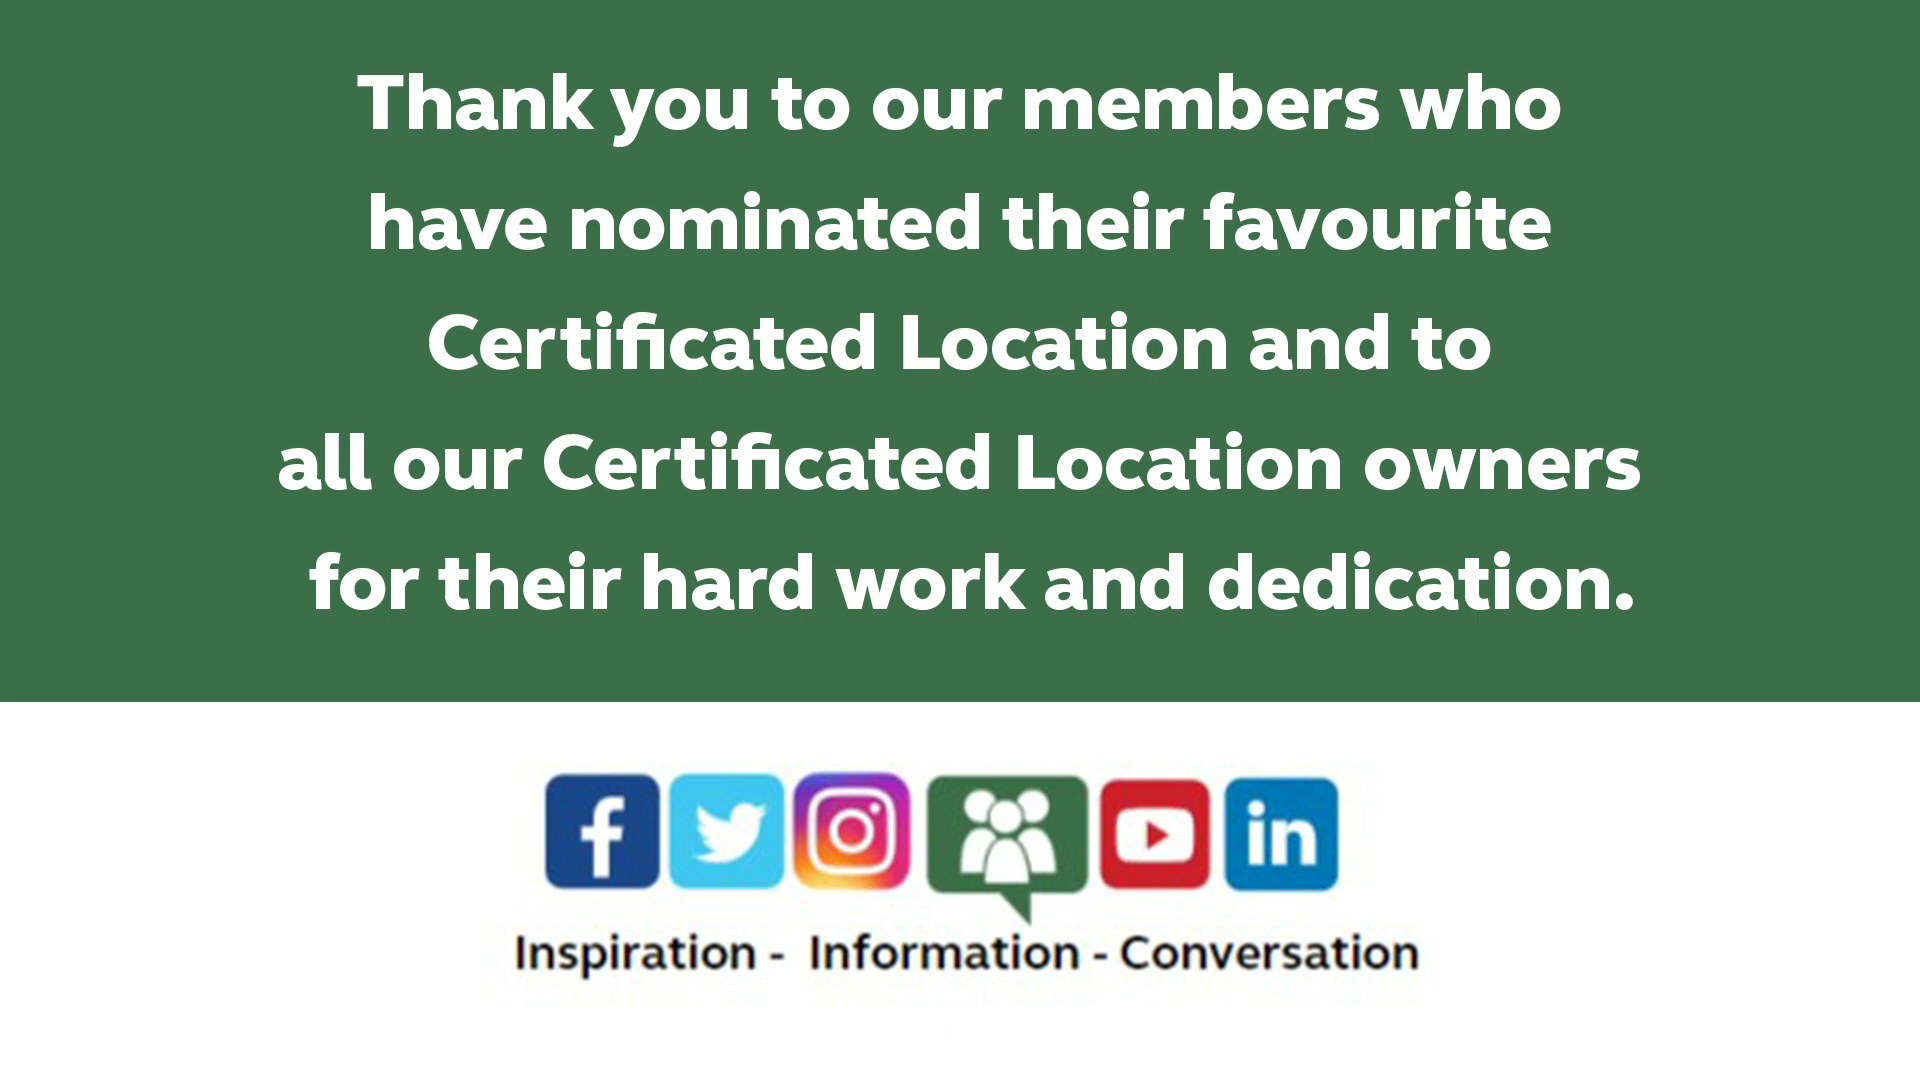 Thank you to our members who
have nominated their favourite
Certificated Location and to
all our Certificated Location owners
for their hard work and dedication.
f in
Inspiration - Information - Conversation